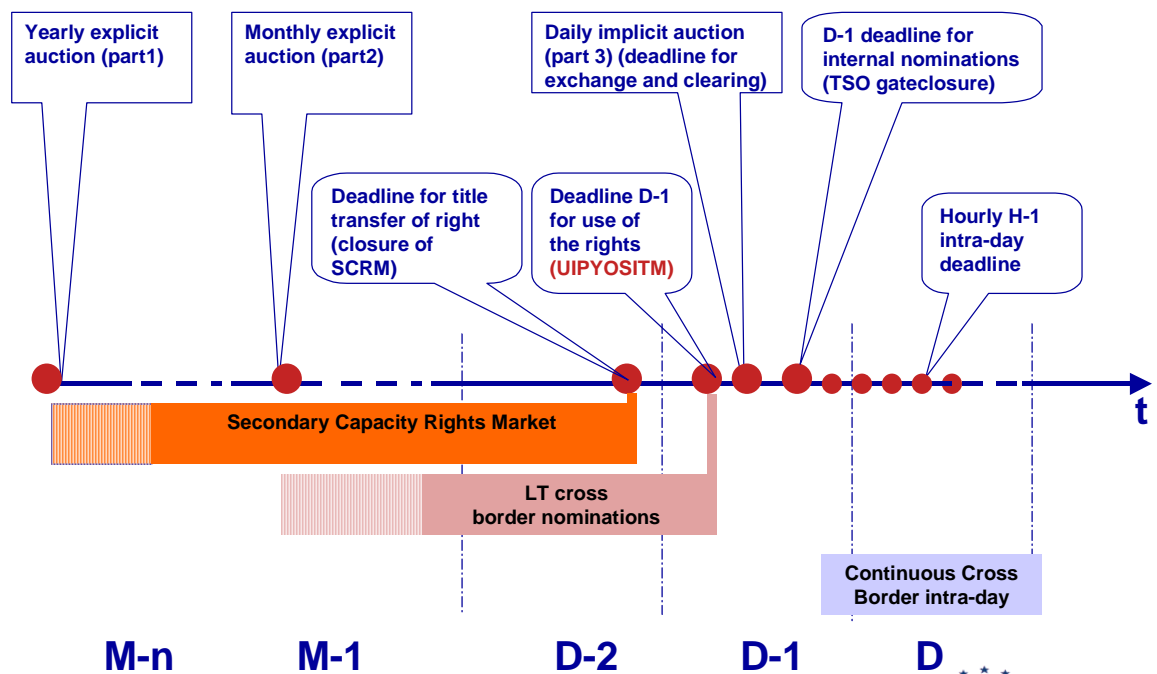 Yearly explicit
auction (part1)
Monthly explicit
auction (part2)
Daily implicit auction
(part 3) (deadline for
exchange and clearing)
D-1 deadline for
internal nominations
(TSO gateclosure)
Deadline for title
transfer of right
(closure of
SCRM)
Deadline D-1
for use of
the rights
(UIPYOSITM)
Hourly H-1
intra-day
deadline
t
Secondary Capacity Rights Market
LT cross
border nominations
Continuous Cross
Border intra-day
M-n M-1 D-2 D-1 D